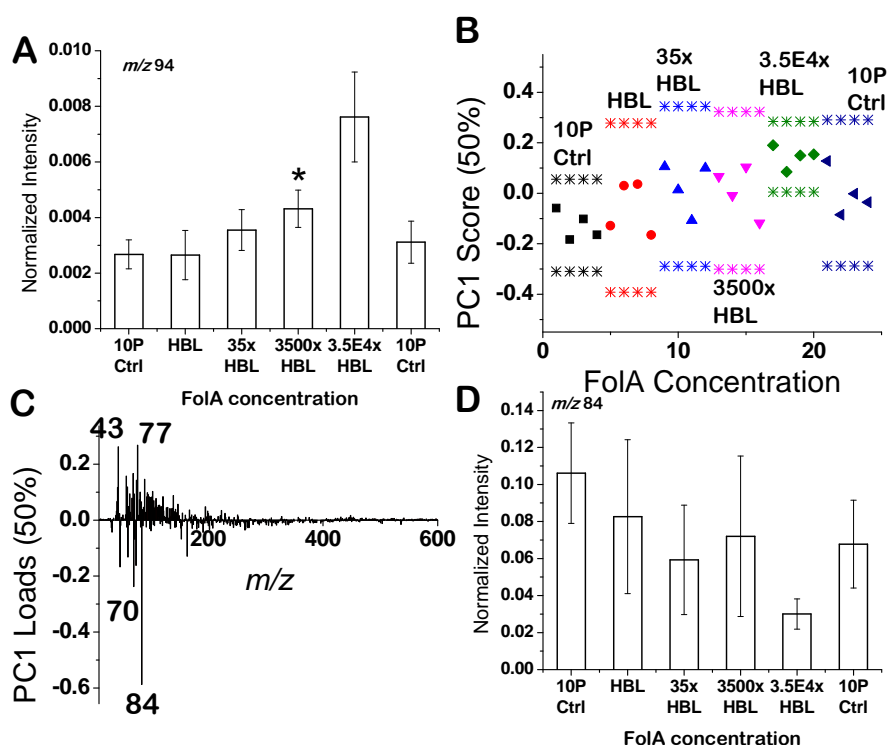 A
m/z 94
Normalized Intensity
0.010
0.008
0.006
0.004
0.002
0.000
*
10P Ctrl
HBL
35x HBL
3500x HBL
3.5E4x HBL
10P Ctrl
FolA concentration
B
PC1 Score (50%)
0.4
0.2
0.0
-0.2
-0.4
10P Ctrl
HBL
35x HBL
3500x HBL
3.5E4x HBL
10P Ctrl
0
10
20
FolA Concentration
C
PC1 Loads (50%)
0.2
0.0
-0.2
-0.4
-0.6
43
77
70
84
200
400
600
m/z
D
m/z 84
Normalized Intensity
0.14
0.12
0.10
0.08
0.06
0.04
0.02
0.00
10P Ctrl
HBL
35x HBL
3500x HBL
3.5E4x HBL
10P Ctrl
FolA concentration